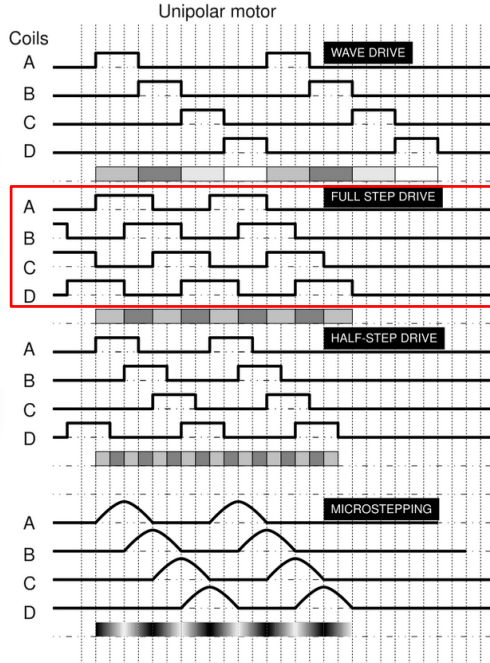 Unipolar motor
Coils
A
WAVE DRIVE
B
C
D
A
FULL STEP DRIVE
B
C
D
A
HALF-STEP DRIVE
B
C
D
A
MICROSTEPPING
B
C
D